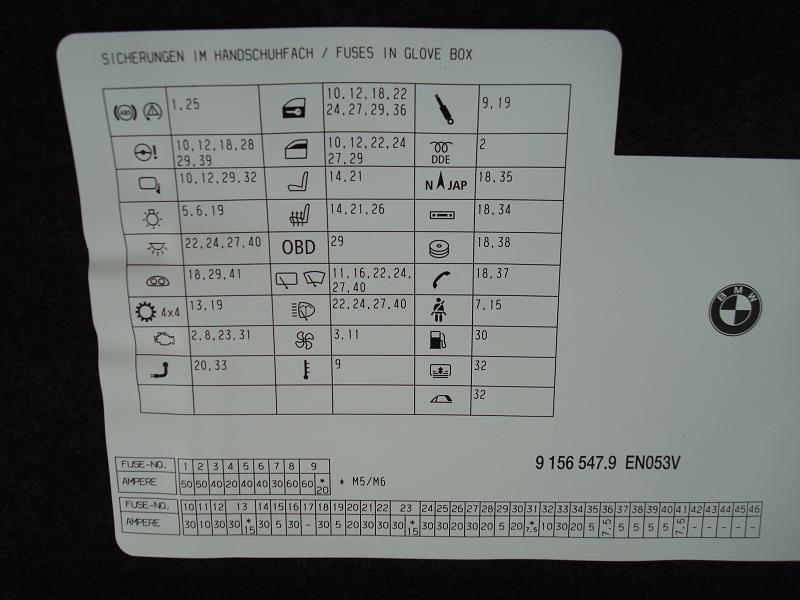 SICHERUNGEN IM HANDSCHUHFACH / FUSES IN GLOVE BOX
ABS 1,25 10,12,18,22 9,19
24,27,29,36
! 10,12,18,28 10,12,22,24 2
29,39 27,29 DDE
10,12,29,32 14,21 N JAP 18,35
5,6,19 14,21,26 18,34
22,24,27,40 OBD 29 18,38
18,29,41 11,16,22,24, 18,37
27,40
4x4 13,19 22,24,27,40 7,15
2,8,23,31 3,11 30
20,33 9 32
32
BMW
9 156 547.9 EN053V
FUSE-NO. 1 2 3 4 5 6 7 8 9
AMPERE 50 50 40 20 40 40 30 60 60 *20 * M5/M6
FUSE-NO. 10 11 12 13 14 15 16 17 18 19 20 21 22 23 24 25 26 27 28 29 30 31 32 33 34 35 36 37 38 39 40 41 42 43 44 45 46
AMPERE 30 10 30 30 *15 30 5 30 - 30 5 20 30 30 30 *15 30 30 20 30 20 5 20 *7.5 10 30 20 5 7.5 5 5 5 5 7.5 - - - - -